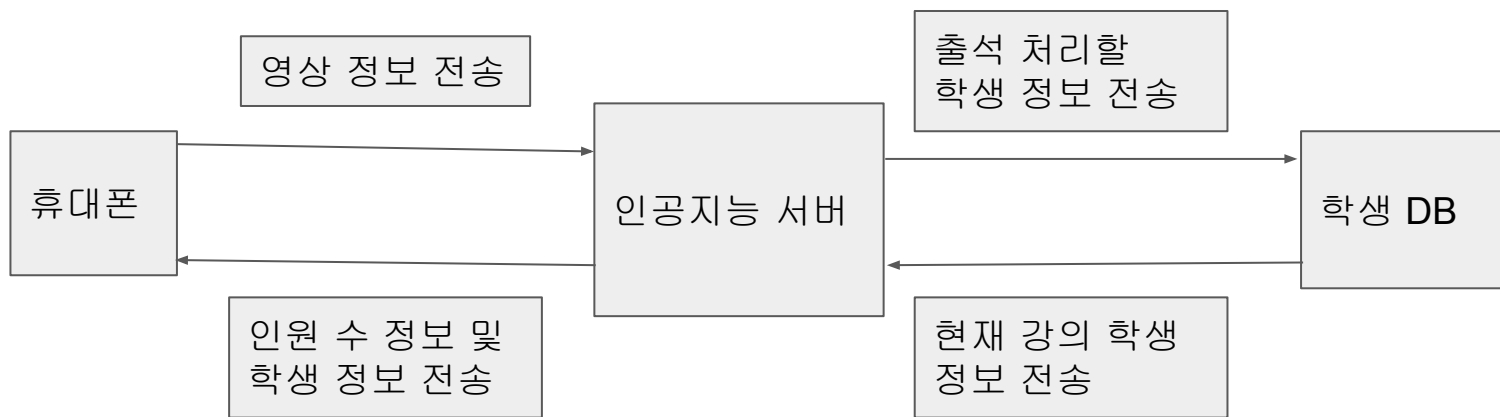 영상 정보 전송
출석 처리할
학생 정보 전송
휴대폰
인공지능 서버
학생 DB
인원 수 정보 및
학생 정보 전송
현재 강의 학생
정보 전송